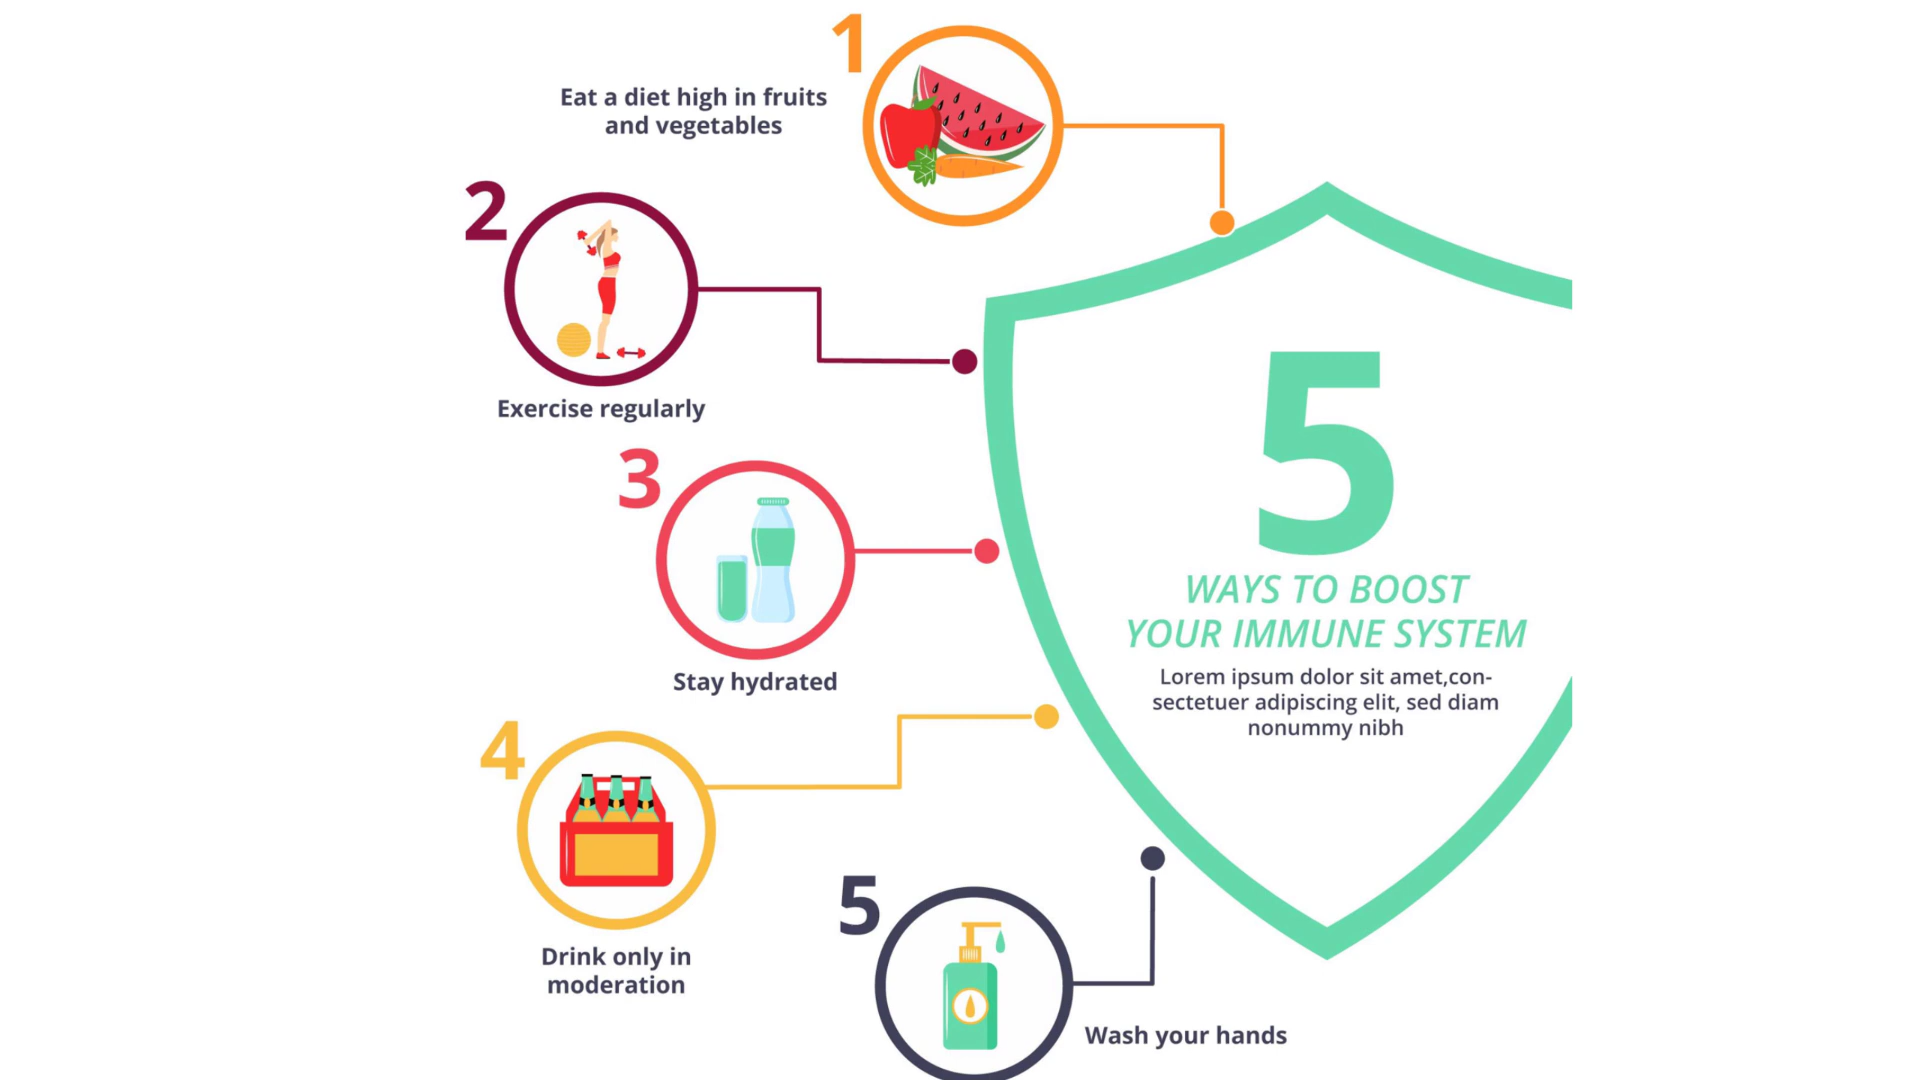 1
Eat a diet high in fruits
and vegetables
2
Exercise regularly
3
Stay hydrated
4
Drink only in
moderation
5
Wash your hands
5
WAYS TO BOOST
YOUR IMMUNE SYSTEM
Lorem ipsum dolor sit amet,con-
sectetuer adipiscing elit, sed diam
nonummy nibh